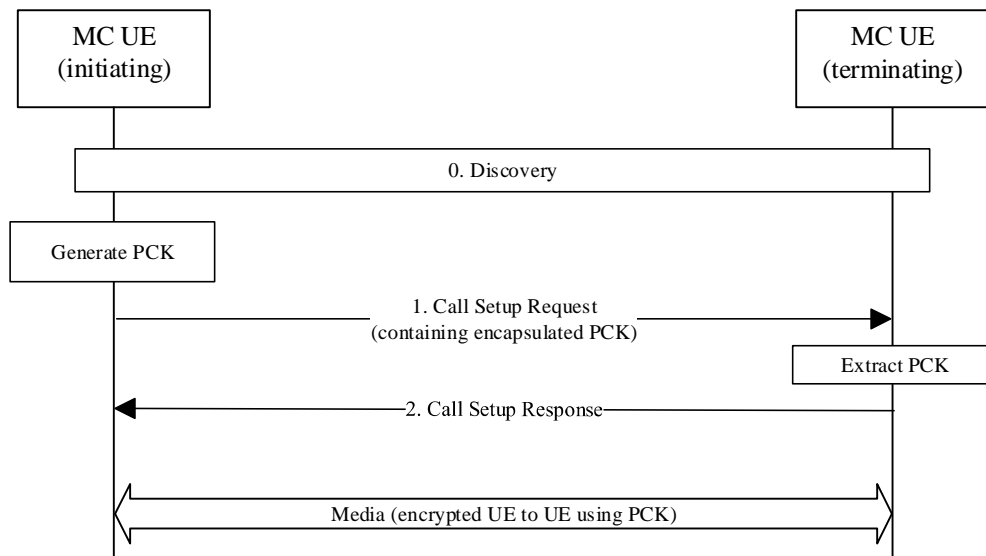 MC UE
(initiating)
MC UE
(terminating)
0. Discovery
Generate PCK
1. Call Setup Request
(containing encapsulated PCK)
Extract PCK
2. Call Setup Response
Media (encrypted UE to UE using PCK)